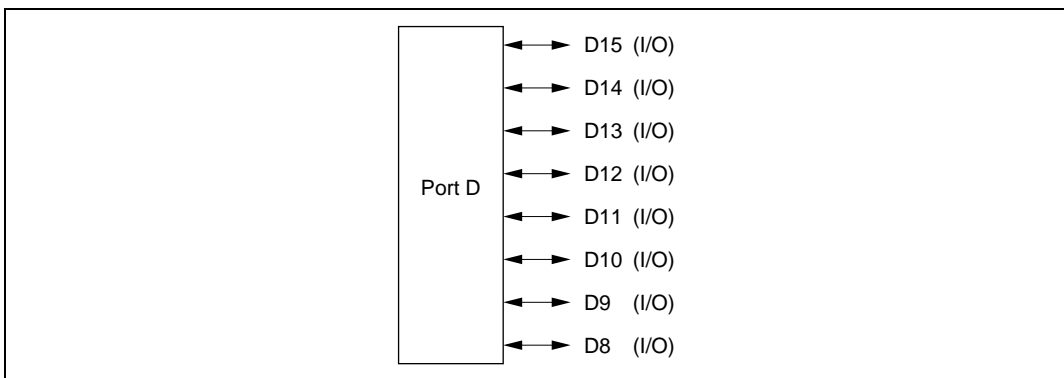 D15 (I/O)
D14 (I/O)
D13 (I/O)
D12 (I/O)
Port D
D11 (I/O)
D10 (I/O)
D9 (I/O)
D8 (I/O)